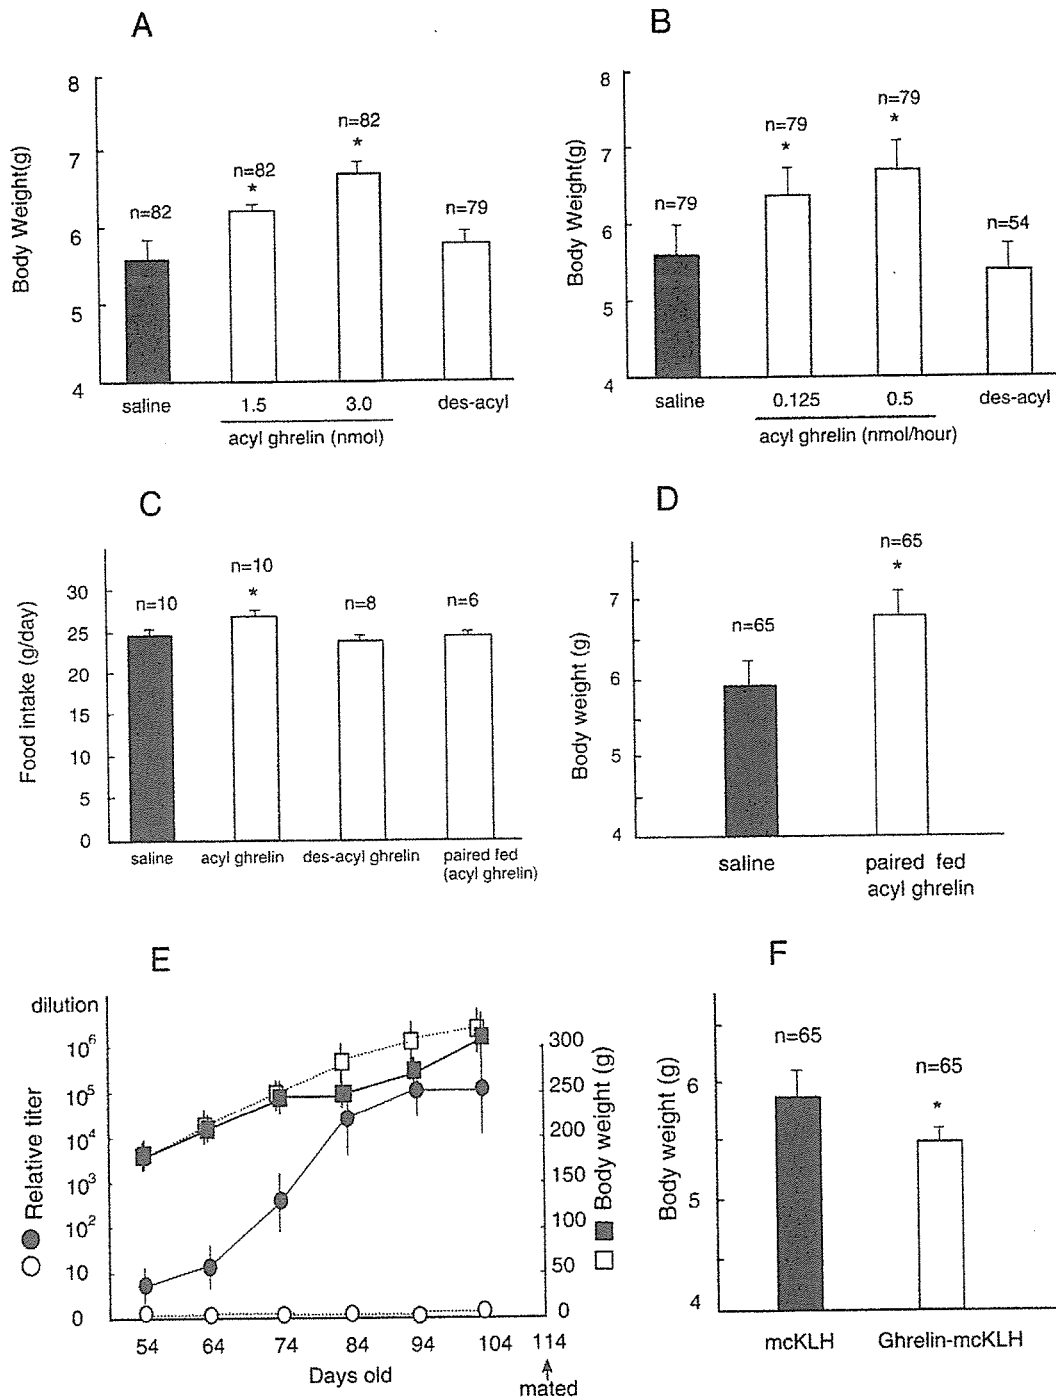 A
8
7
6
5
4
Body Weight(g)
n=82
n=82
*
n=82
*
n=79
saline
1.5
3.0
des-acyl
acyl ghrelin (nmol)
B
8
7
6
5
4
Body Weight(g)
n=79
n=79
*
n=79
*
n=54
saline
0.125
0.5
des-acyl
acyl ghrelin (nmol/hour)
C
30
25
20
15
10
5
0
Food intake (g/day)
n=10
n=10
*
n=8
n=6
saline
acyl ghrelin
des-acyl ghrelin
paired fed
(acyl ghrelin)
D
7
6
5
4
Body weight (g)
n=65
n=65
*
saline
paired fed
acyl ghrelin
E
dilution
10⁶
10⁵
10⁴
10³
10²
10
0
Relative titer
300
250
200
150
100
50
0
Body weight (g)
54 64 74 84 94 104 114
Days old
mated
F
6
5
4
Body weight (g)
n=65
n=65
*
mcKLH
Ghrelin-mcKLH